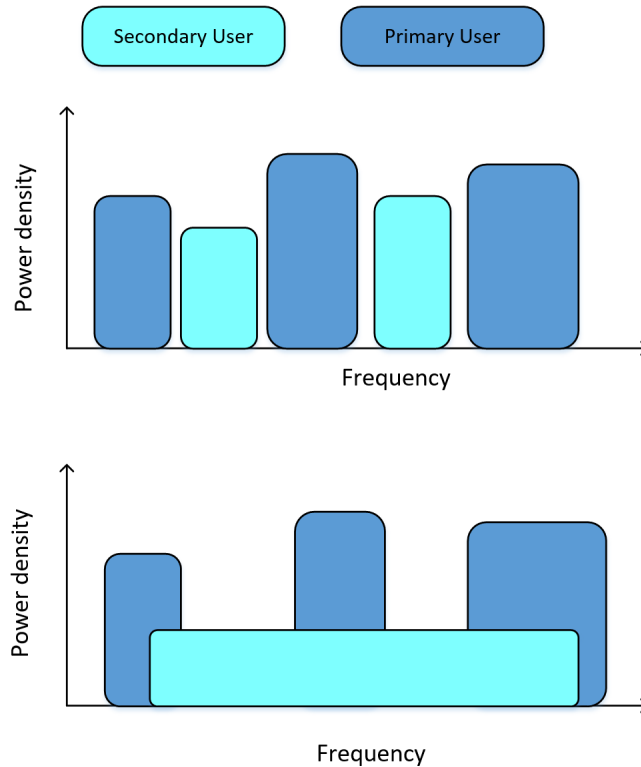 Secondary User
Primary User
Power density
Frequency
Power density
Frequency